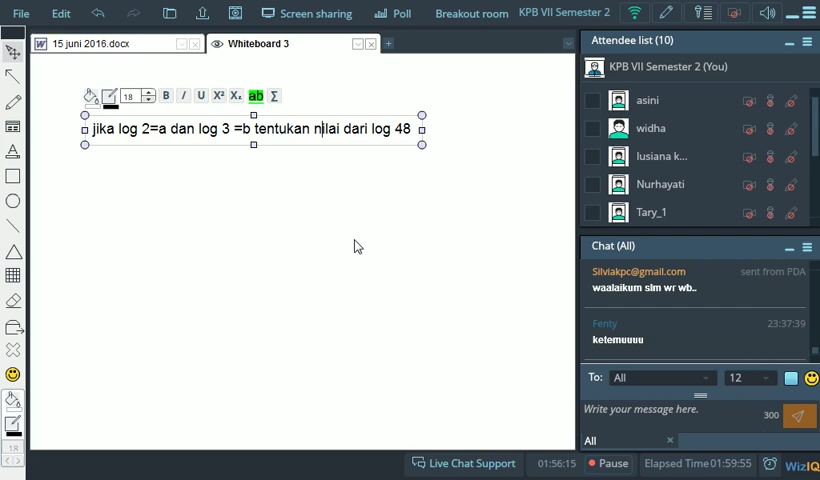 File Edit Screen sharing Poll Breakout room KPB VII Semester 2
15 juni 2016.docx Whiteboard 3
18 B I U X² X₂ ab Σ
jika log 2=a dan log 3 =b tentukan nilai dari log 48
18
Attendee list (10)
KPB VII Semester 2 (You)
asini
widha
lusiana k...
Nurhayati
Tary_1
Chat (All)
Silviakpc@gmail.com sent from PDA
waalaikum slm wr wb..
Fenty 23:37:39
ketemuuuu
To: All 12
Write your message here. 300
All
Live Chat Support 01:56:15 Pause Elapsed Time 01:59:55 WizIQ